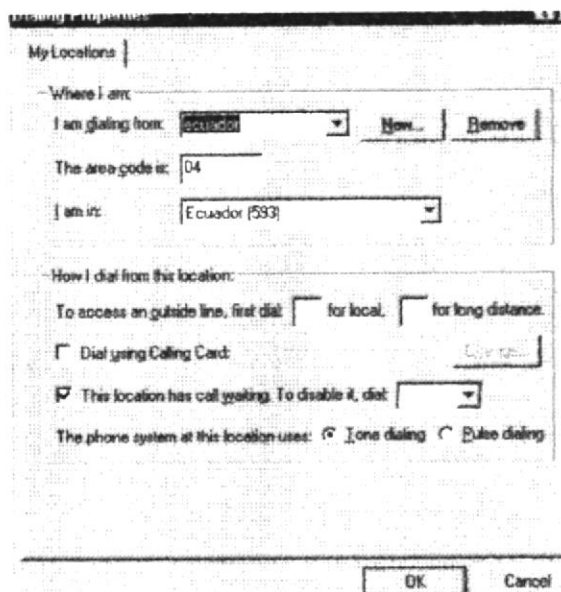 Dialing Properties
My Locations
Where I am:
I am dialing from: ecuador New... Remove
The area code is: 04
I am in: Ecuador (593)
How I dial from this location:
To access an outside line, first dial: for local, for long distance.
Dial using Calling Card:
This location has call waiting. To disable it, dial:
The phone system at this location uses: Tone dialing Pulse dialing
OK Cancel